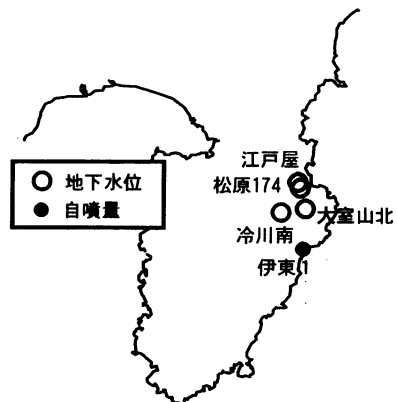 江戸屋
松原174
地下水位
自噴量
大室山北
冷川南
伊東1